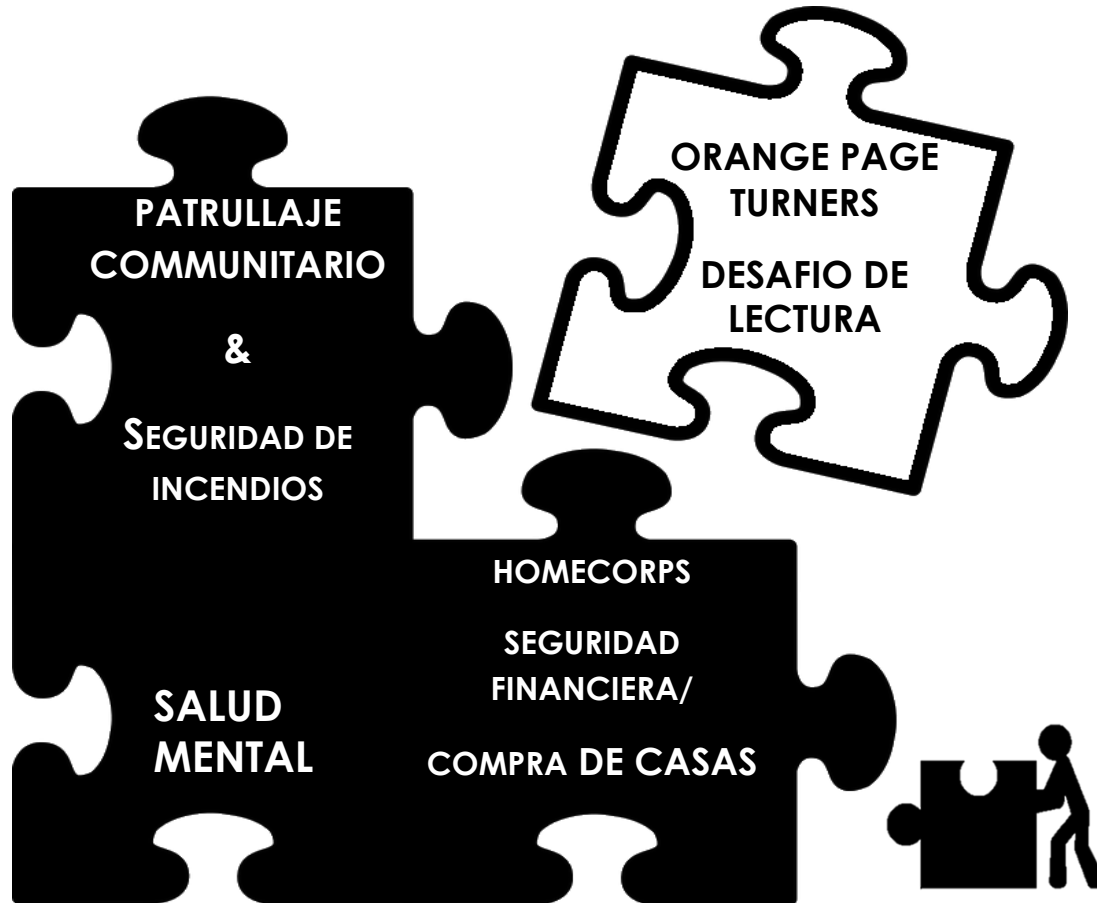 PATRULLAJE
COMMUNITARIO
&
SEGURIDAD DE
INCENDIOS
ORANGE PAGE
TURNERS
DESAFIO DE
LECTURA
SALUD
MENTAL
HOMECORPS
SEGURIDAD
FINANCIERA/
COMPRA DE CASAS